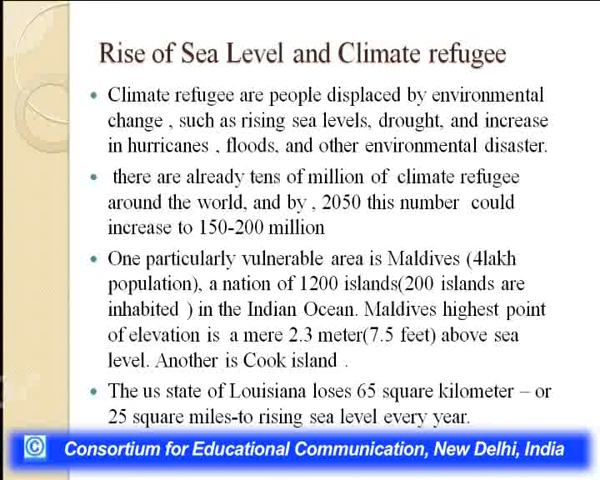 Rise of Sea Level and Climate refugee
• Climate refugee are people displaced by environmental
change , such as rising sea levels, drought, and increase
in hurricanes , floods, and other environmental disaster.
• there are already tens of million of climate refugee
around the world, and by , 2050 this number could
increase to 150-200 million
• One particularly vulnerable area is Maldives (4lakh
population), a nation of 1200 islands(200 islands are
inhabited ) in the Indian Ocean. Maldives highest point
of elevation is a mere 2.3 meter(7.5 feet) above sea
level. Another is Cook island .
• The us state of Louisiana loses 65 square kilometer – or
25 square miles-to rising sea level every year.
© Consortium for Educational Communication, New Delhi, India